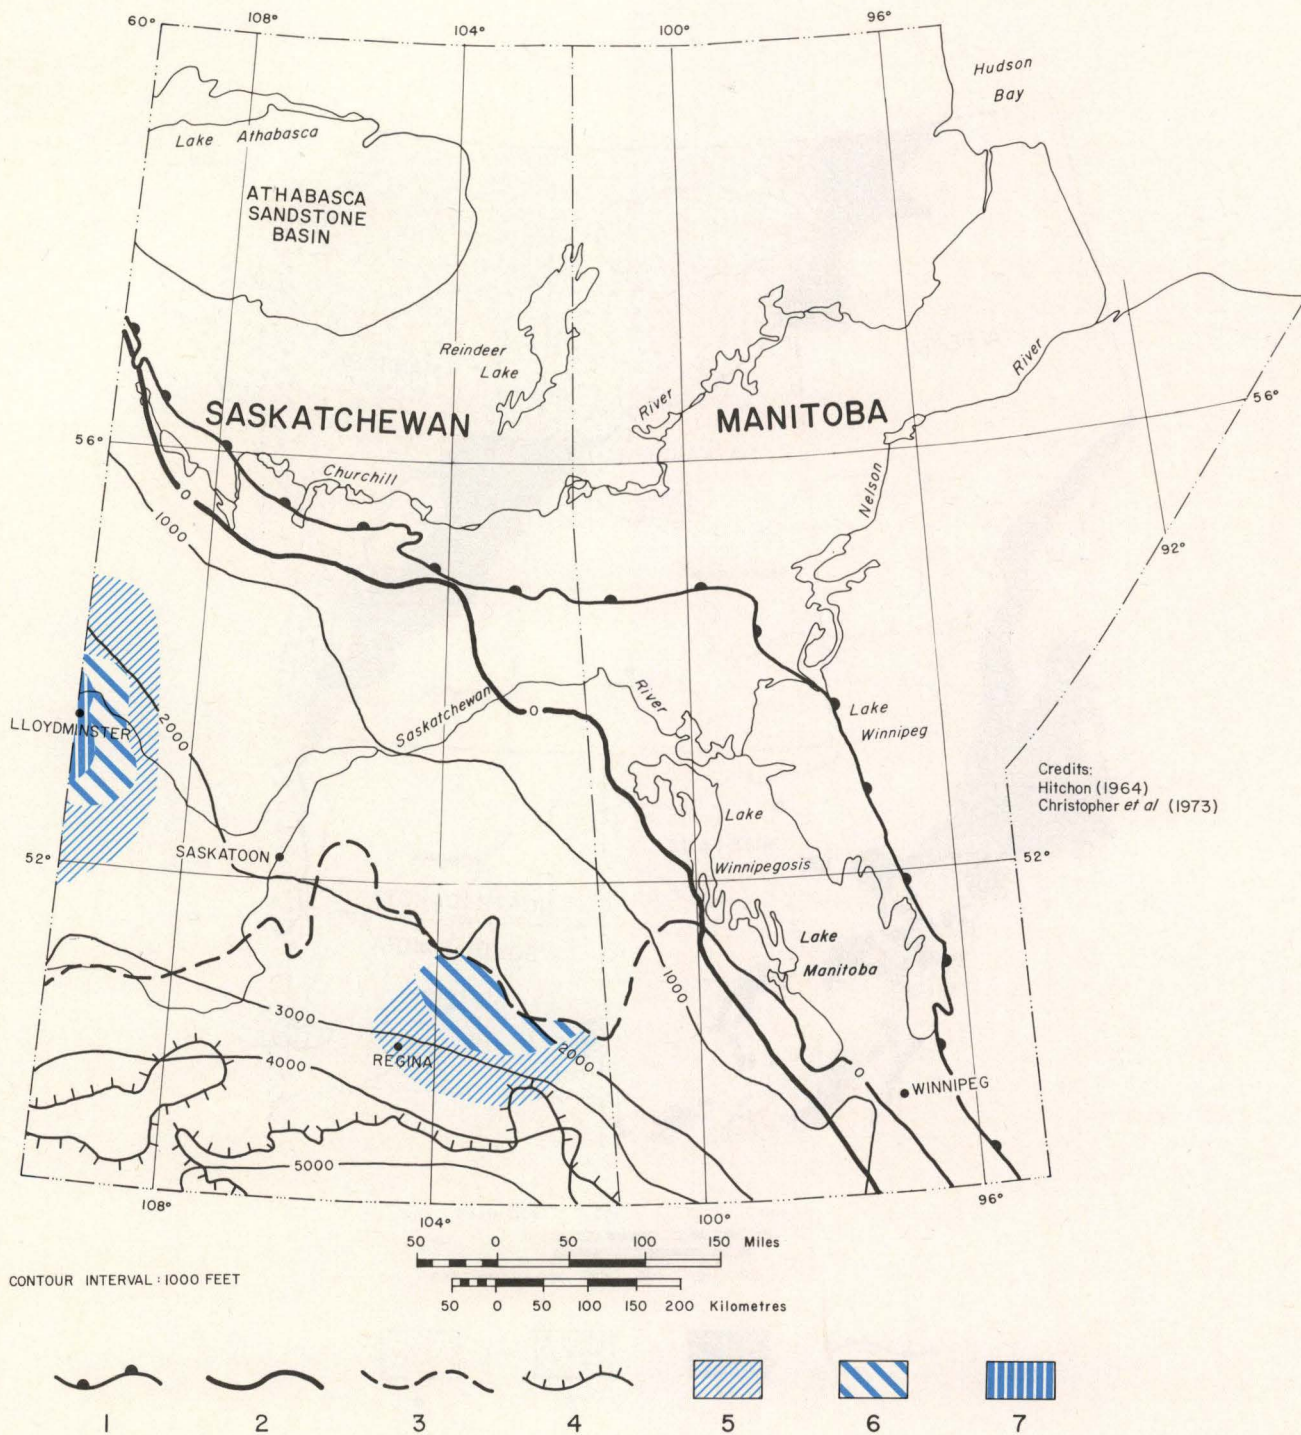 60°
108°
104°
100°
96°
Hudson
Bay
Lake Athabasca
ATHABASCA
SANDSTONE
BASIN
Reindeer
Lake
River
River
SASKATCHEWAN
MANITOBA
56°
56°
Churchill
Nelson
0
1000
92°
2000
Saskatchewan
River
0
LLOYDMINSTER
Lake
Winnipeg
Credits:
Hitchon (1964)
Christopher et al (1973)
Lake
Winnipegosis
SASKATOON
52°
52°
Lake
Manitoba
1000
3000
2000
REGINA
4000
0
WINNIPEG
5000
108°
104°
100°
96°
50 0 50 100 150 Miles
CONTOUR INTERVAL : 1000 FEET
50 0 50 100 150 200 Kilometres
1 2 3 4 5 6 7